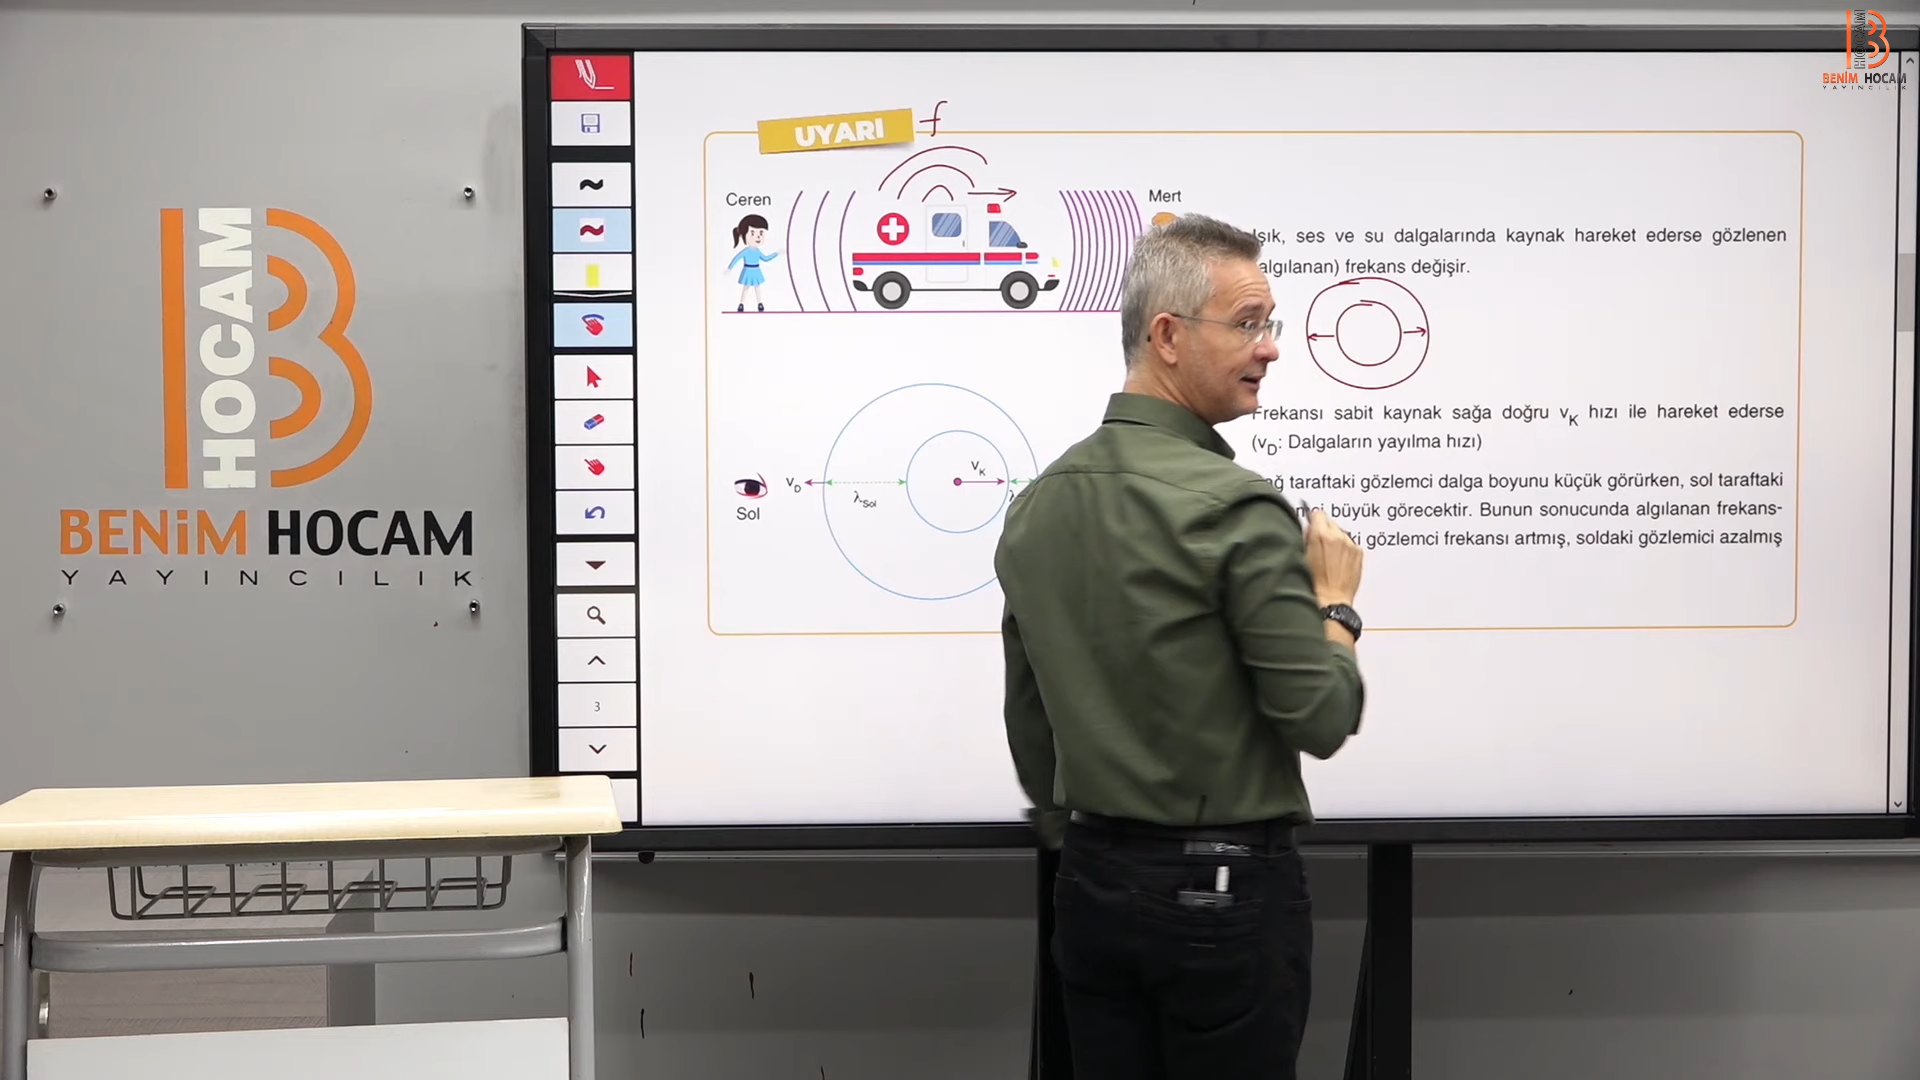 BENİM HOCAM
YAYINCILIK
HOCAM
BENİM HOCAM
YAYINCILIK
UYARI
f
Ceren
Mert
Işık, ses ve su dalgalarında kaynak hareket ederse gözlenen
algılanan) frekans değişir.
Frekansı sabit kaynak sağa doğru vK hızı ile hareket ederse
(vD: Dalgaların yayılma hızı)
taraftaki gözlemci dalga boyunu küçük görürken, sol taraftaki
büyük görecektir. Bunun sonucunda algılanan frekans-
gözlemci frekansı artmış, soldaki gözlemici azalmış
vK
vD
λSol
λ
Sol
3